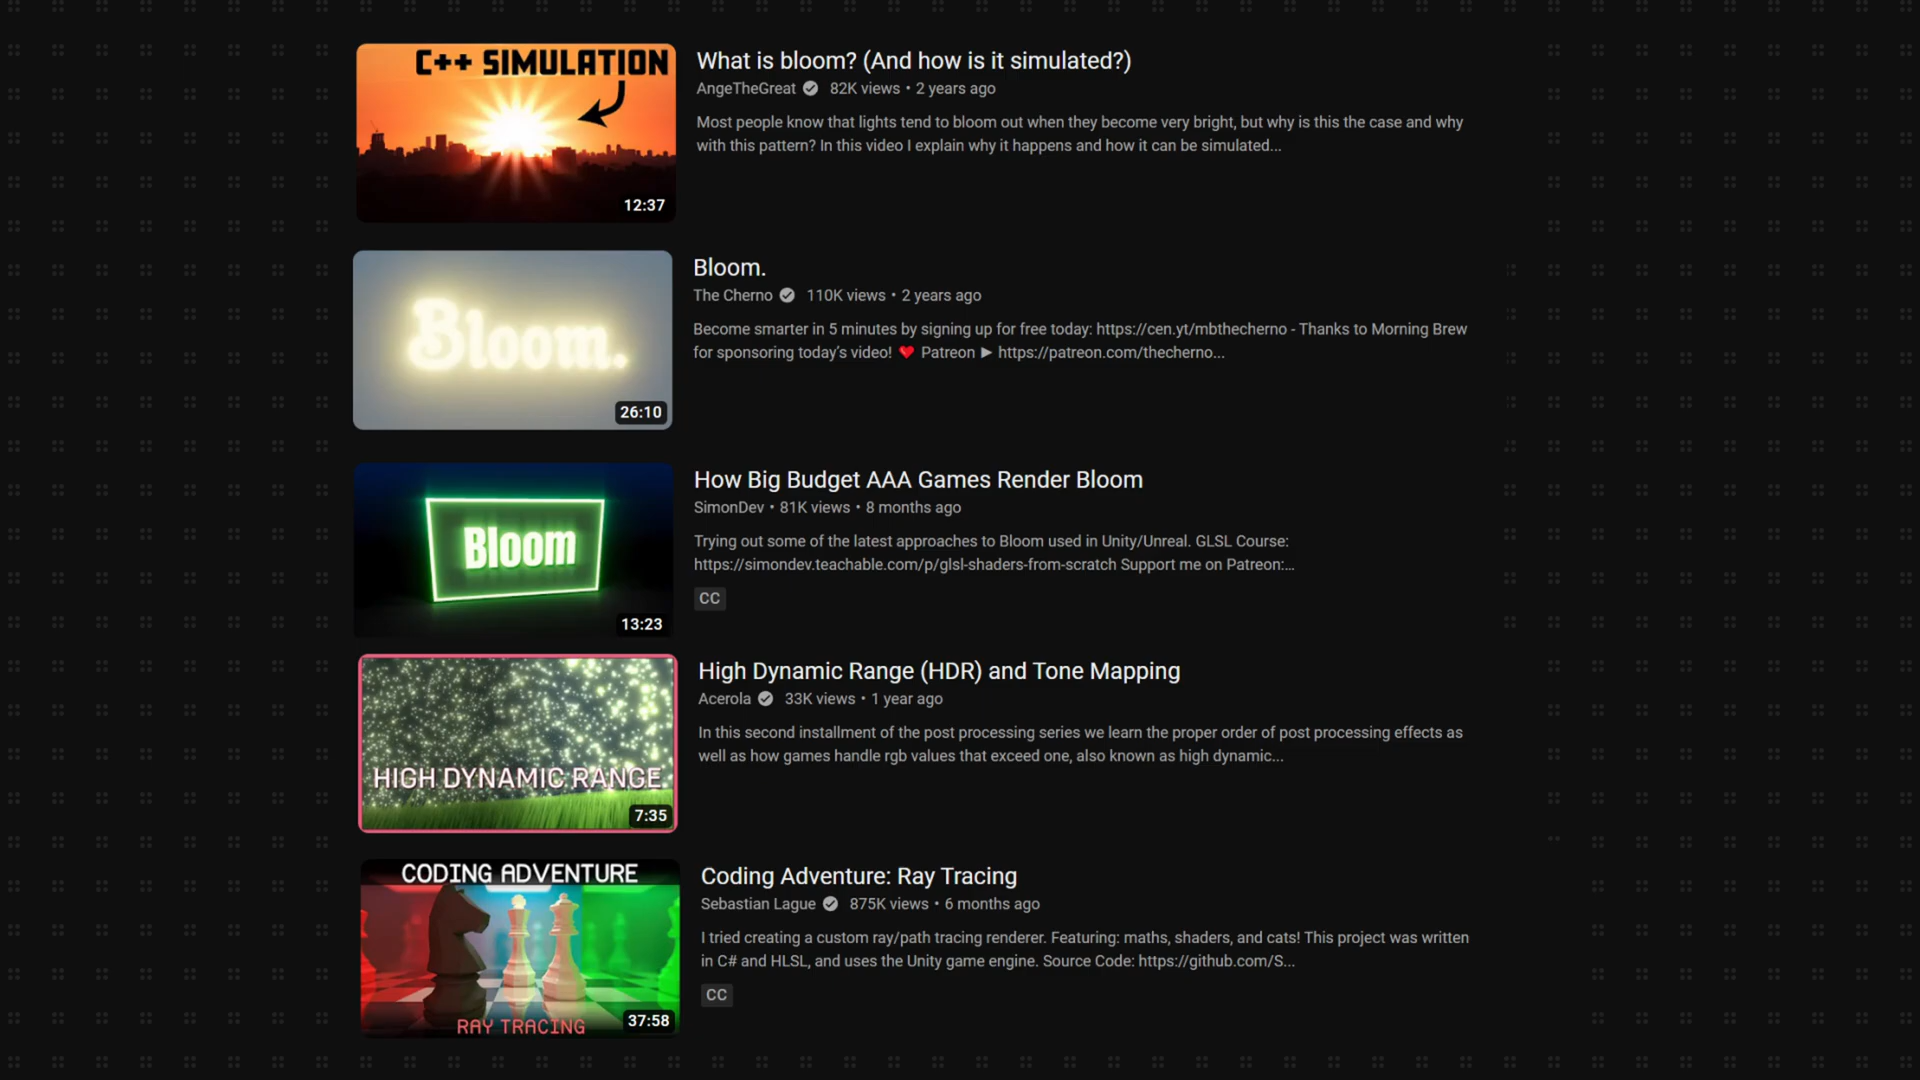 C++ SIMULATION
12:37
What is bloom? (And how is it simulated?)
AngeTheGreat 82K views • 2 years ago
Most people know that lights tend to bloom out when they become very bright, but why is this the case and why
with this pattern? In this video I explain why it happens and how it can be simulated...
Bloom.
26:10
Bloom.
The Cherno 110K views • 2 years ago
Become smarter in 5 minutes by signing up for free today: https://cen.yt/mbthecherno - Thanks to Morning Brew
for sponsoring today's video! ❤️ Patreon ► https://patreon.com/thecherno...
Bloom
13:23
How Big Budget AAA Games Render Bloom
SimonDev • 81K views • 8 months ago
Trying out some of the latest approaches to Bloom used in Unity/Unreal. GLSL Course:
https://simondev.teachable.com/p/glsl-shaders-from-scratch Support me on Patreon:...
CC
HIGH DYNAMIC RANGE
7:35
High Dynamic Range (HDR) and Tone Mapping
Acerola 33K views • 1 year ago
In this second installment of the post processing series we learn the proper order of post processing effects as
well as how games handle rgb values that exceed one, also known as high dynamic...
CODING ADVENTURE
RAY TRACING
37:58
Coding Adventure: Ray Tracing
Sebastian Lague 875K views • 6 months ago
I tried creating a custom ray/path tracing renderer. Featuring: maths, shaders, and cats! This project was written
in C# and HLSL, and uses the Unity game engine. Source Code: https://github.com/S...
CC